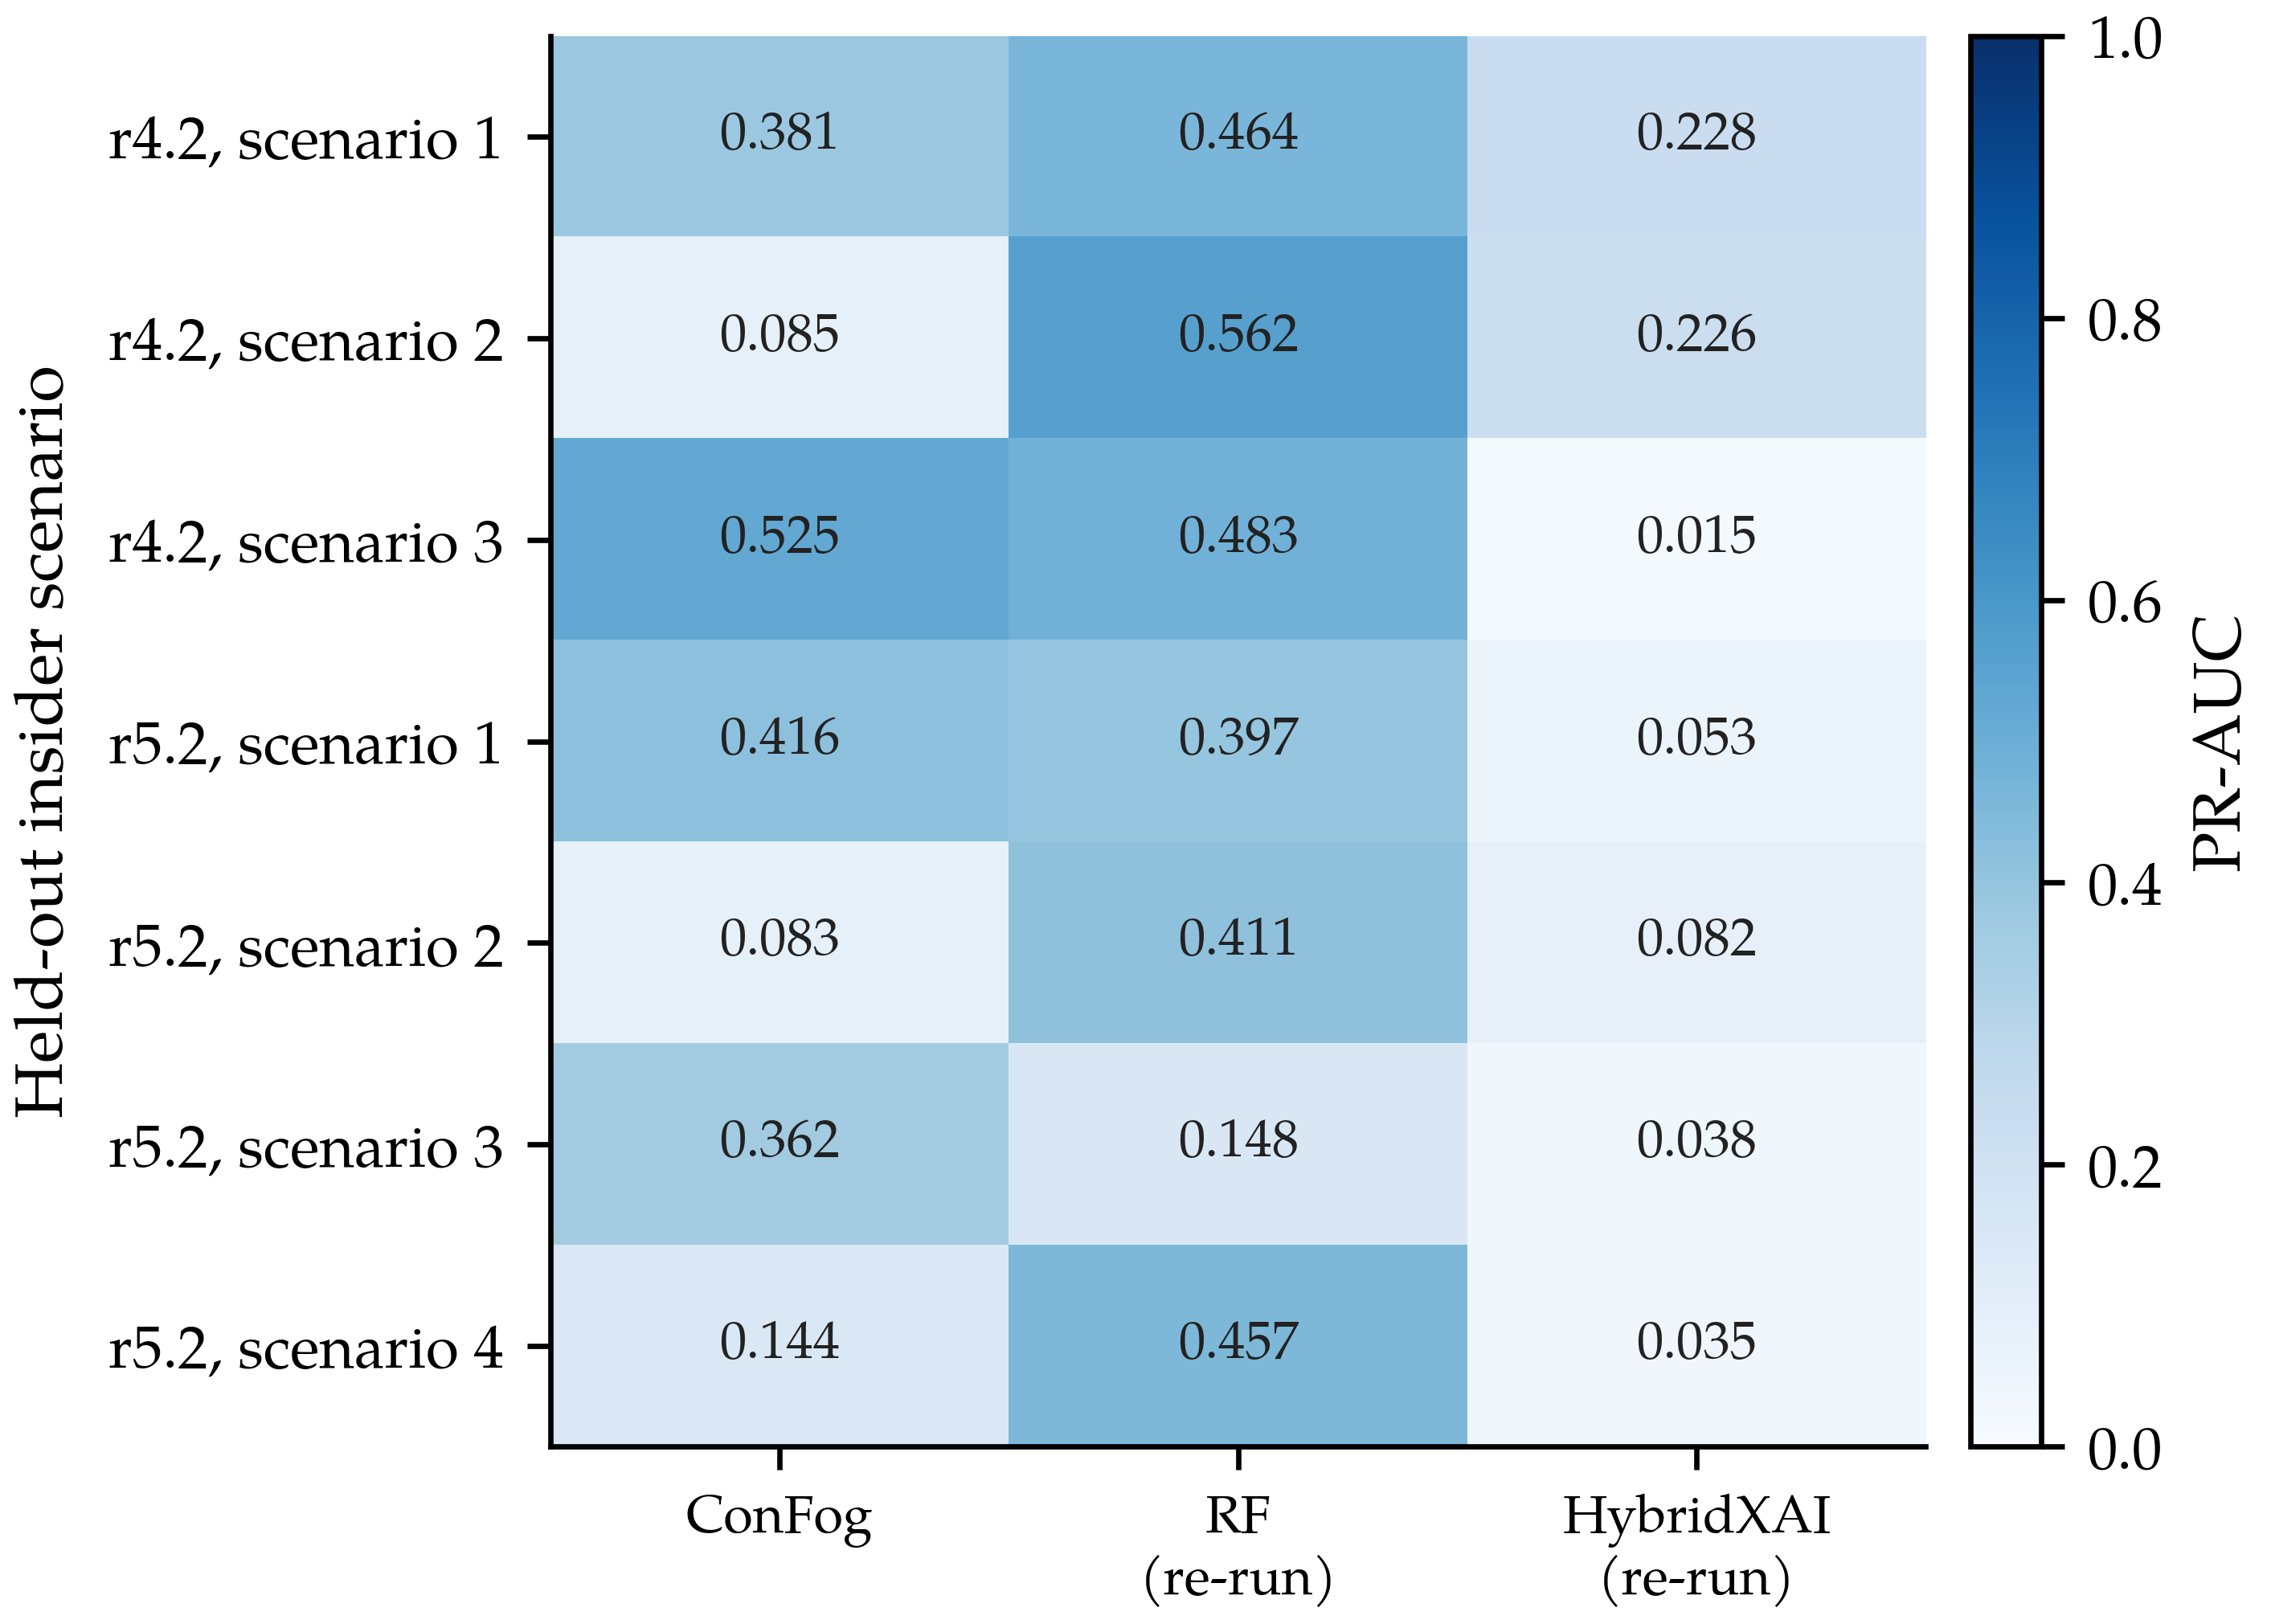 Held-out insider scenario
r4.2, scenario 1
0.381 0.464 0.228
r4.2, scenario 2
0.085 0.562 0.226
r4.2, scenario 3
0.525 0.483 0.015
r5.2, scenario 1
0.416 0.397 0.053
r5.2, scenario 2
0.083 0.411 0.082
r5.2, scenario 3
0.362 0.148 0.038
r5.2, scenario 4
0.144 0.457 0.035
ConFog
RF
(re-run)
HybridXAI
(re-run)
1.0
0.8
0.6
0.4
0.2
0.0
PR-AUC